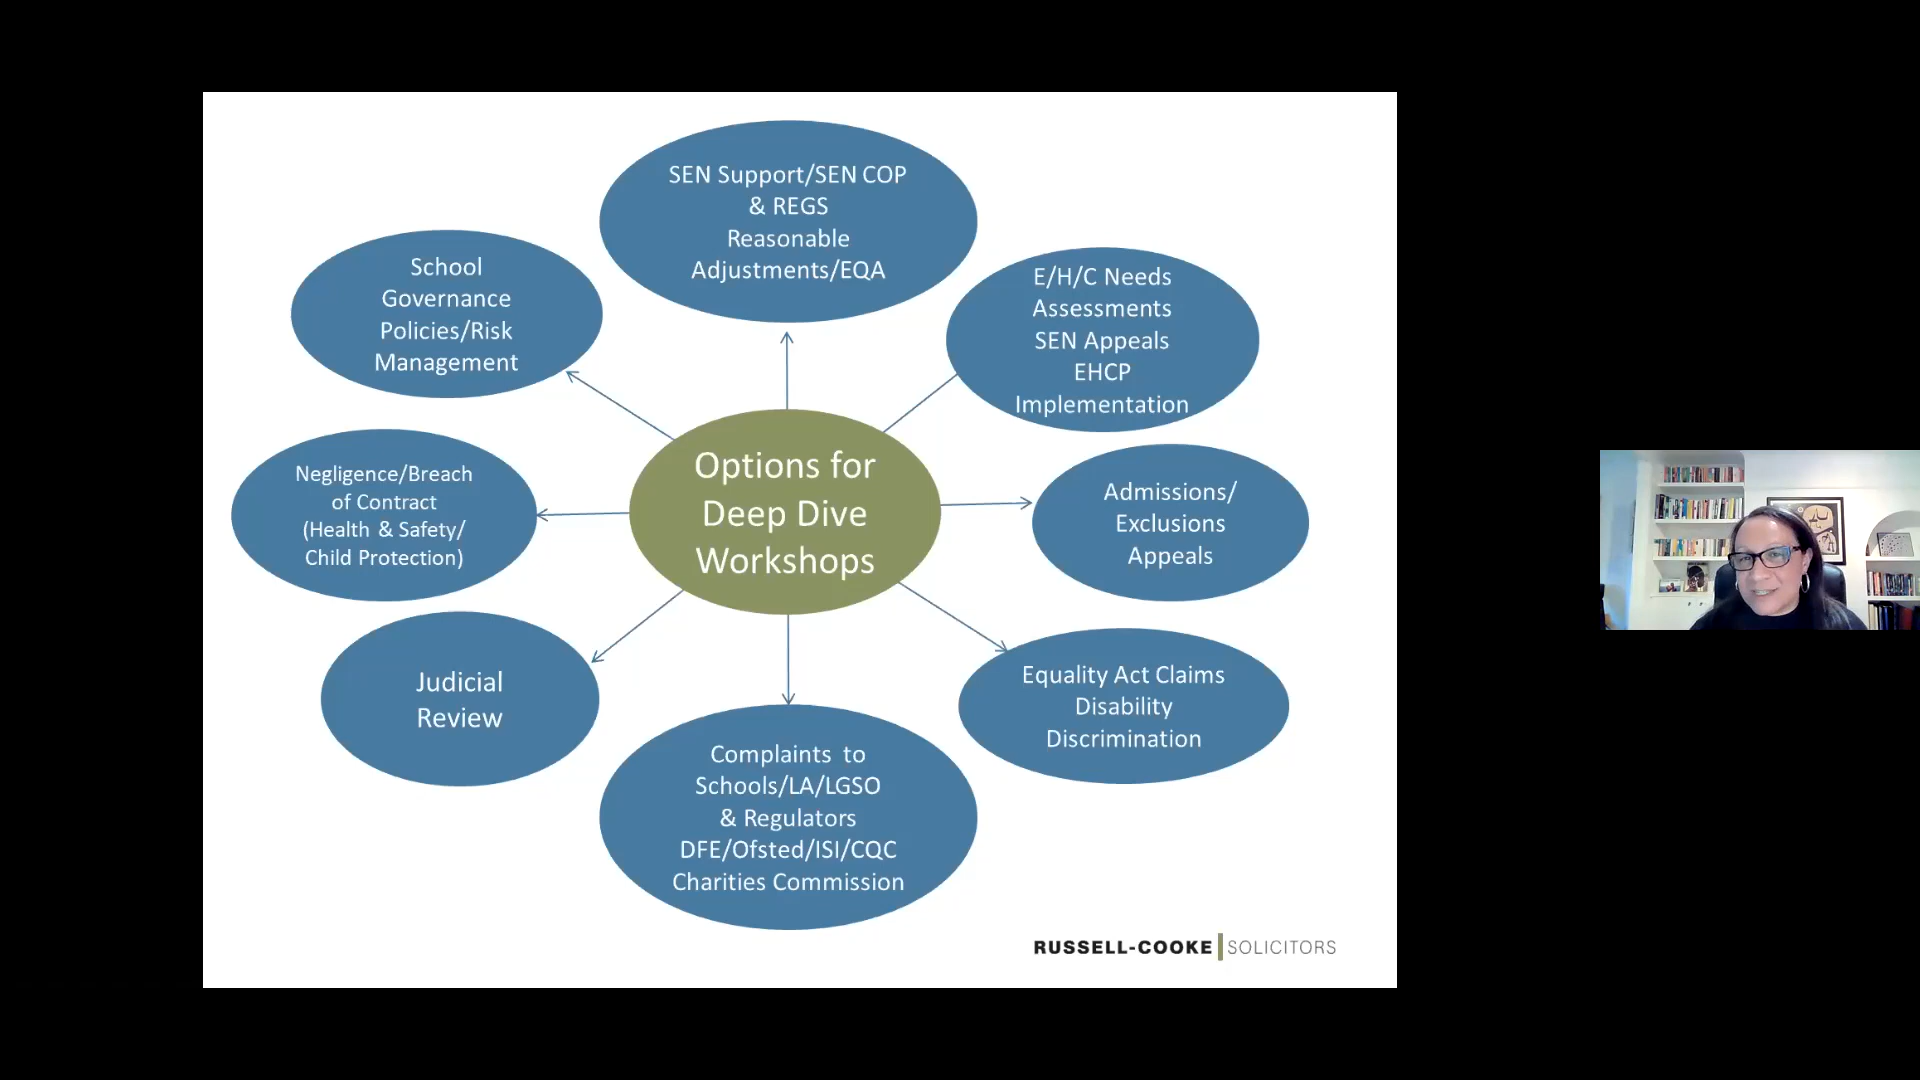 SEN Support/SEN COP
& REGS
Reasonable
Adjustments/EQA
School
Governance
Policies/Risk
Management
E/H/C Needs
Assessments
SEN Appeals
EHCP
Implementation
Options for
Deep Dive
Workshops
Negligence/Breach
of Contract
(Health & Safety/
Child Protection)
Admissions/
Exclusions
Appeals
Judicial
Review
Equality Act Claims
Disability
Discrimination
Complaints to
Schools/LA/LGSO
& Regulators
DFE/Ofsted/ISI/CQC
Charities Commission
RUSSELL-COOKE SOLICITORS